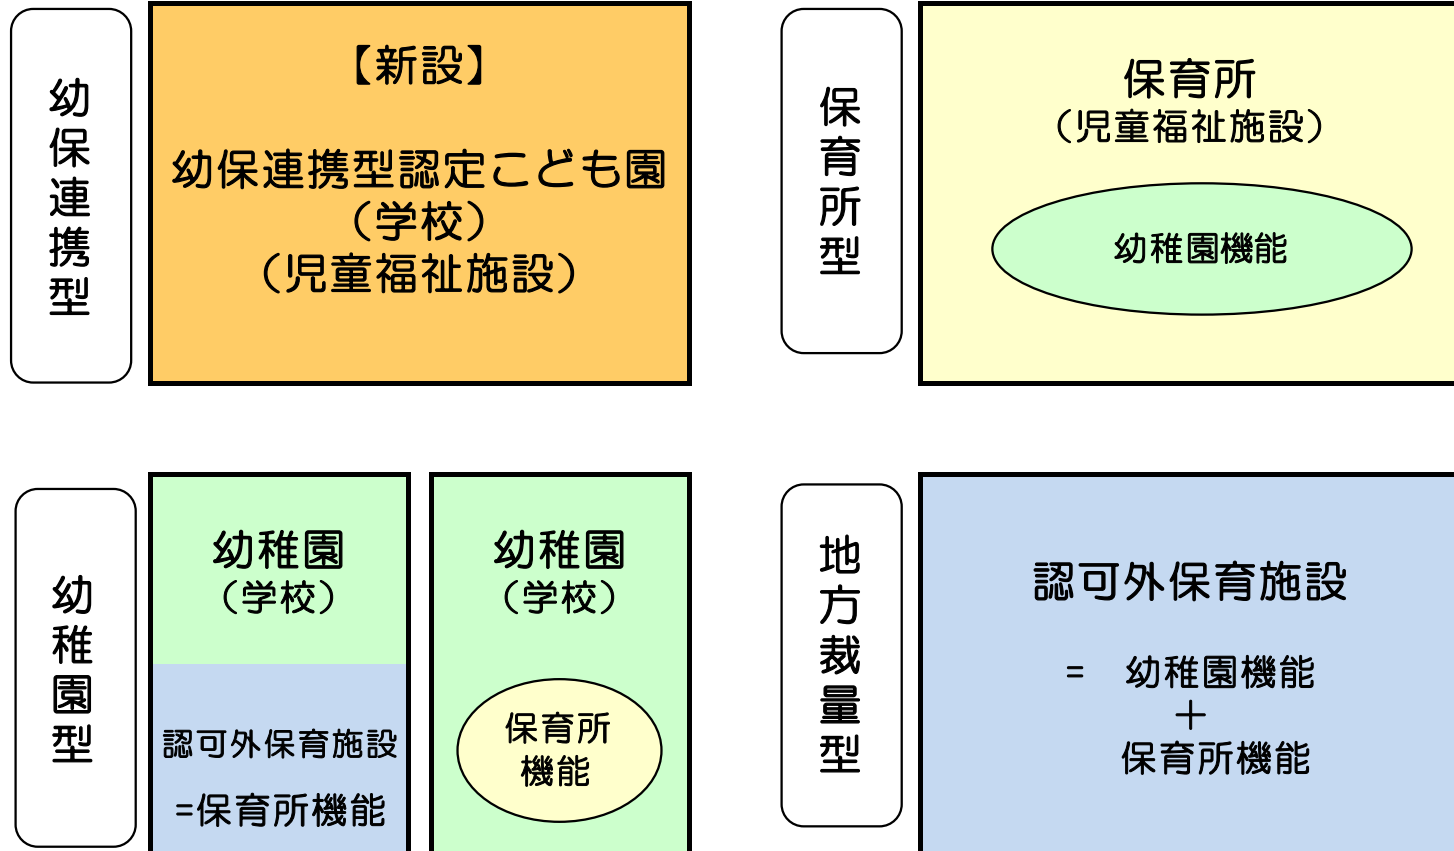 幼保連携型
【新設】
幼保連携型認定こども園
（学校）
（児童福祉施設）
保育所型
保育所
（児童福祉施設）
幼稚園機能
幼稚園型
幼稚園
（学校）
認可外保育施設
=保育所機能
幼稚園
（学校）
保育所
機能
地方裁量型
認可外保育施設
=　幼稚園機能
＋
保育所機能